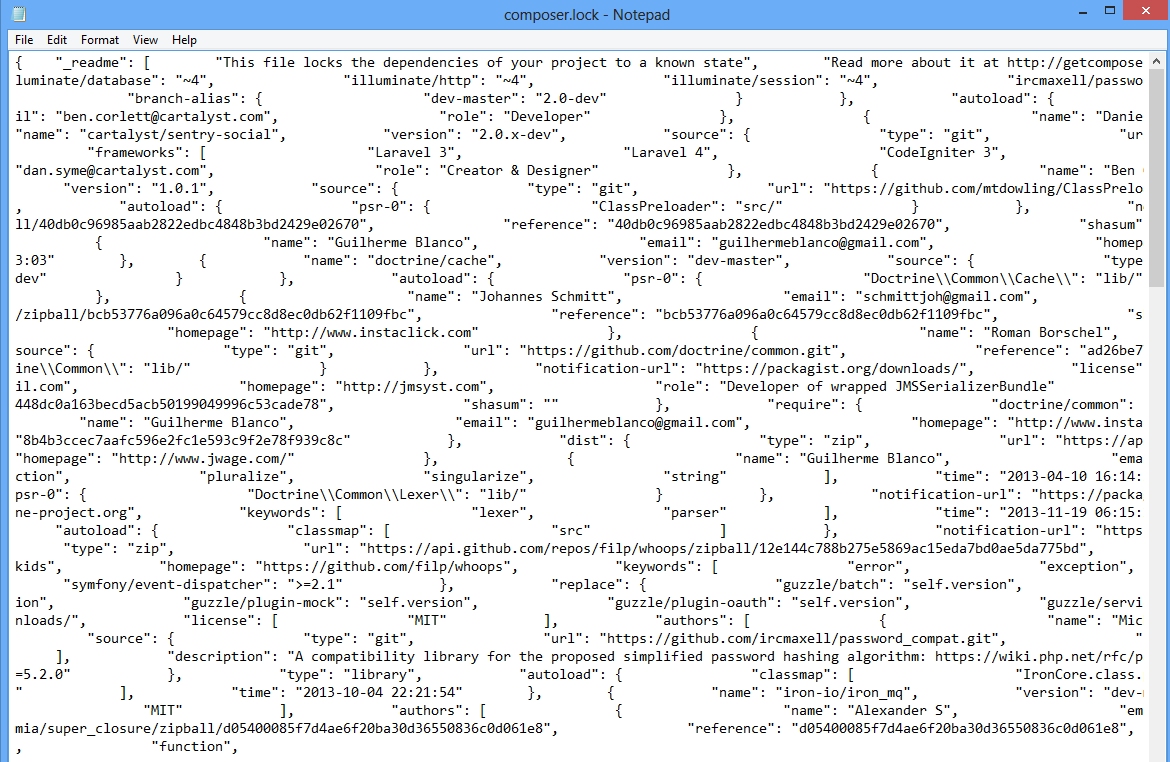 composer.lock - Notepad
File Edit Format View Help
{ "_readme": [ "This file locks the dependencies of your project to a known state", "Read more about it at http://getcompose
luminate/database": "~4", "illuminate/http": "~4", "illuminate/session": "~4", "ircmaxell/passwo
"branch-alias": { "dev-master": "2.0-dev" } }, "autoload": {
il": "ben.corlett@cartalyst.com", "role": "Developer" }, { "name": "Danie
"name": "cartalyst/sentry-social", "version": "2.0.x-dev", "source": { "type": "git", "ur
"frameworks": [ "Laravel 3", "Laravel 4", "CodeIgniter 3",
"dan.syme@cartalyst.com", "role": "Creator & Designer" }, { "name": "Ben
"version": "1.0.1", "source": { "type": "git", "url": "https://github.com/mtdowling/ClassPrelo
, "autoload": { "psr-0": { "ClassPreloader": "src/" } }, "n
ll/40db0c96985aab2822edbc4848b3bd2429e02670", "reference": "40db0c96985aab2822edbc4848b3bd2429e02670", "shasum"
{ "name": "Guilherme Blanco", "email": "guilhermeblanco@gmail.com", "homep
3:03" }, { "name": "doctrine/cache", "version": "dev-master", "source": { "type
dev" } }, "autoload": { "psr-0": { "Doctrine\\Common\\Cache\\": "lib/"
}, { "name": "Johannes Schmitt", "email": "schmittjoh@gmail.com",
/zipball/bcb53776a096a0c64579cc8d8ec0db62f1109fbc", "reference": "bcb53776a096a0c64579cc8d8ec0db62f1109fbc", "s
"homepage": "http://www.instaclick.com" }, { "name": "Roman Borschel",
source": { "type": "git", "url": "https://github.com/doctrine/common.git", "reference": "ad26be7
ine\\Common\\": "lib/" } }, "notification-url": "https://packagist.org/downloads/", "license"
il.com", "homepage": "http://jmsyst.com", "role": "Developer of wrapped JMSSerializerBundle"
448dc0a163becd5acb50199049996c53cade78", "shasum": "" }, "require": { "doctrine/common":
"name": "Guilherme Blanco", "email": "guilhermeblanco@gmail.com", "homepage": "http://www.insta
"8b4b3ccec7aafc596e2fc1e593c9f2e78f939c8c" }, "dist": { "type": "zip", "url": "https://ap
"homepage": "http://www.jwage.com/" }, { "name": "Guilherme Blanco", "ema
ction", "pluralize", "singularize", "string" ], "time": "2013-04-10 16:14:
psr-0": { "Doctrine\\Common\\Lexer\\": "lib/" } }, "notification-url": "https://packa
ne-project.org", "keywords": [ "lexer", "parser" ], "time": "2013-11-19 06:15:
"autoload": { "classmap": [ "src" ] }, "notification-url": "https
"type": "zip", "url": "https://api.github.com/repos/filp/whoops/zipball/12e144c788b275e5869ac15eda7bd0ae5da775bd",
kids", "homepage": "https://github.com/filp/whoops", "keywords": [ "error", "exception",
"symfony/event-dispatcher": ">=2.1" }, "replace": { "guzzle/batch": "self.version",
ion", "guzzle/plugin-mock": "self.version", "guzzle/plugin-oauth": "self.version", "guzzle/servi
nloads/", "license": [ "MIT" ], "authors": [ { "name": "Mic
"source": { "type": "git", "url": "https://github.com/ircmaxell/password_compat.git", "
], "description": "A compatibility library for the proposed simplified password hashing algorithm: https://wiki.php.net/rfc/p
=5.2.0" }, "type": "library", "autoload": { "classmap": [ "IronCore.class.
" ], "time": "2013-10-04 22:21:54" }, { "name": "iron-io/iron_mq", "version": "dev-
"MIT" ], "authors": [ { "name": "Alexander S", "em
mia/super_closure/zipball/d05400085f7d4ae6f20ba30d36550836c0d061e8", "reference": "d05400085f7d4ae6f20ba30d36550836c0d061e8",
, "function",